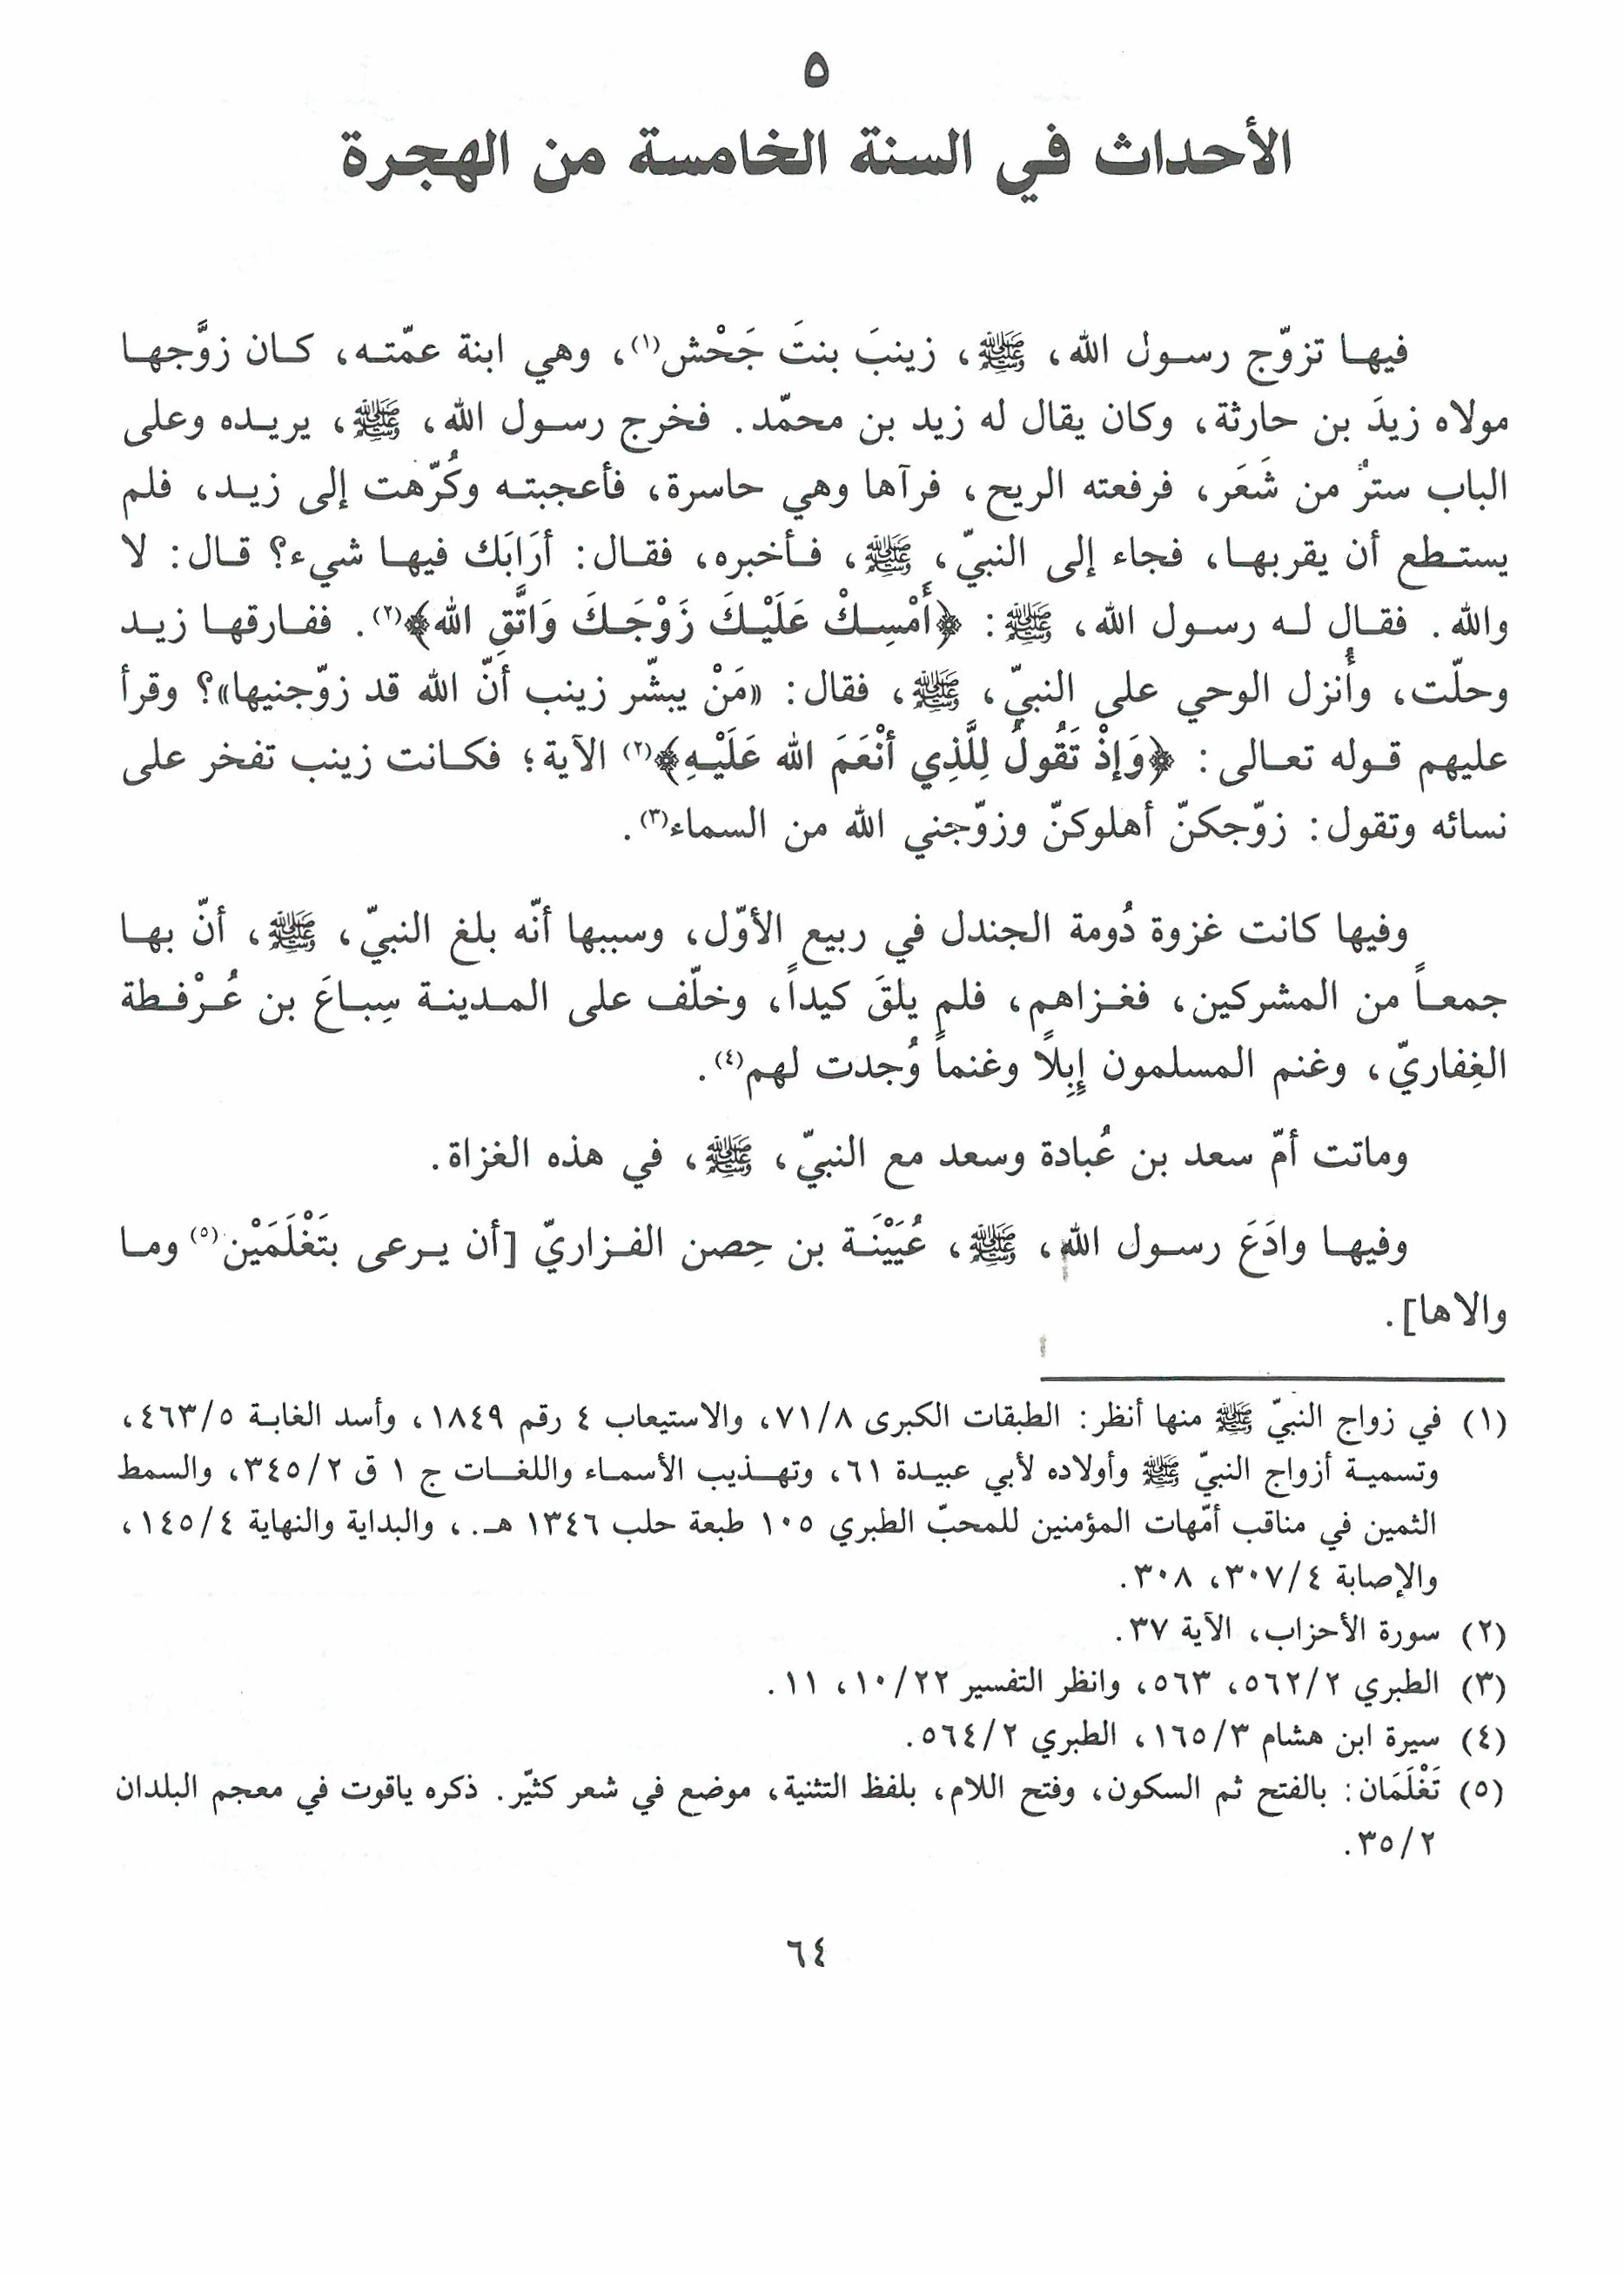 ٥
الأحداث في السنة الخامسة من الهجرة
فيها تزوّج رسول الله، ﷺ، زينبَ بنتَ جَحْش(١)، وهي ابنة عمّته، كان زوَّجها
مولاه زيدَ بن حارثة، وكان يقال له زيد بن محمّد. فخرج رسول الله، ﷺ، يريده وعلى
الباب سترٌ من شَعَر، فرفعته الريح، فرآها وهي حاسرة، فأعجبته وكُرّهت إلى زيد، فلم
يستطع أن يقربها، فجاء إلى النبيّ، ﷺ، فأخبره، فقال: أرَابَك فيها شيء؟ قال: لا
والله. فقال له رسول الله، ﷺ: ﴿أَمْسِكْ عَلَيْكَ زَوْجَكَ وَاتَّقِ الله﴾(٢). ففارقها زيد
وحلّت، وأُنزل الوحي على النبيّ، ﷺ، فقال: «مَنْ يبشّر زينب أنّ الله قد زوّجنيها»؟ وقرأ
عليهم قوله تعالى: ﴿وَإذْ تَقُولُ لِلَّذِي أنْعَمَ الله عَلَيْهِ﴾(٢) الآية؛ فكانت زينب تفخر على
نسائه وتقول: زوّجكنّ أهلوكنّ وزوّجني الله من السماء(٣).
وفيها كانت غزوة دُومة الجندل في ربيع الأوّل، وسببها أنّه بلغ النبيّ، ﷺ، أنّ بها
جمعاً من المشركين، فغزاهم، فلم يلقَ كيداً، وخلّف على المدينة سِباعَ بن عُرْفطة
الغِفاريّ، وغنم المسلمون إِبِلًا وغنماً وُجدت لهم(٤).
وماتت أمّ سعد بن عُبادة وسعد مع النبيّ، ﷺ، في هذه الغزاة.
وفيها وادَعَ رسول الله، ﷺ، عُيَيْنَة بن حِصن الفزاريّ [أن يرعى بتَغْلَمَيْن(٥) وما
والاها].
(١) في زواج النبيّ ﷺ منها أنظر: الطبقات الكبرى ٧١/٨، والاستيعاب ٤ رقم ١٨٤٩، وأسد الغابة ٤٦٣/٥،
وتسمية أزواج النبيّ ﷺ وأولاده لأبي عبيدة ٦١، وتهذيب الأسماء واللغات ج ١ ق ٣٤٥/٢، والسمط
الثمين في مناقب أمّهات المؤمنين للمحبّ الطبري ١٠٥ طبعة حلب ١٣٤٦ هـ.، والبداية والنهاية ١٤٥/٤،
والإصابة ٣٠٧/٤، ٣٠٨.
(٢) سورة الأحزاب، الآية ٣٧.
(٣) الطبري ٥٦٢/٢، ٥٦٣، وانظر التفسير ١٠/٢٢، ١١.
(٤) سيرة ابن هشام ١٦٥/٣، الطبري ٥٦٤/٢.
(٥) تَغْلَمَان: بالفتح ثم السكون، وفتح اللام، بلفظ التثنية، موضع في شعر كثيّر. ذكره ياقوت في معجم البلدان
٣٥/٢.
٦٤